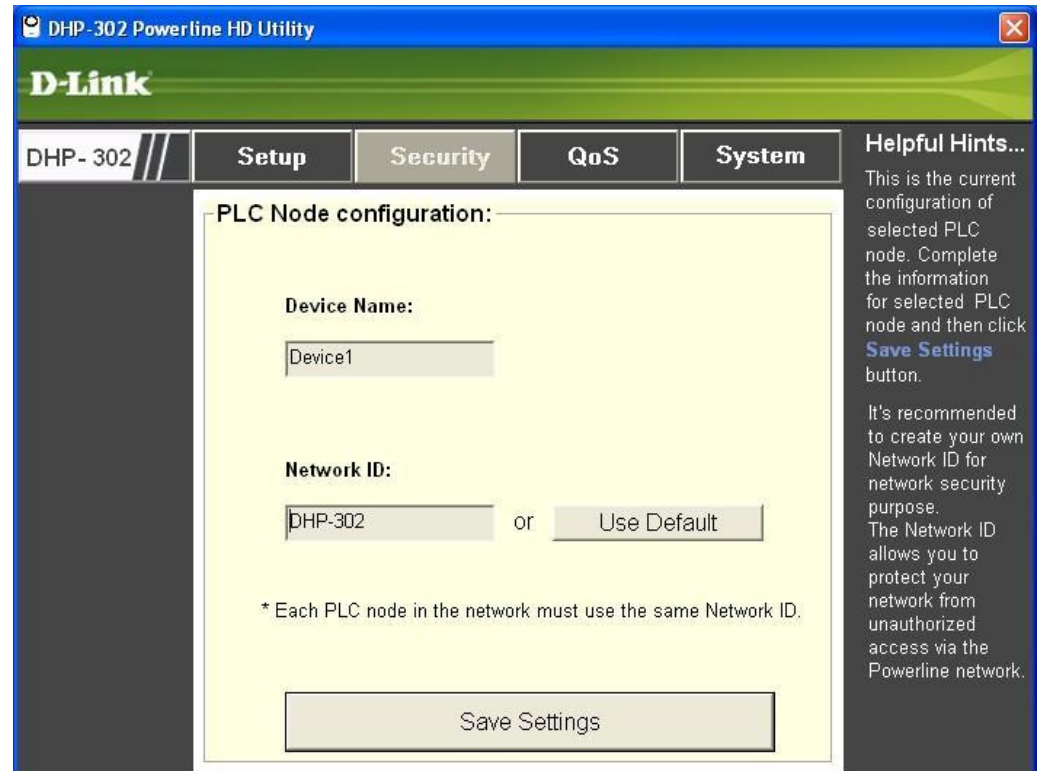 DHP-302 Powerline HD Utility
D-Link
DHP- 302
Setup
Security
QoS
System
PLC Node configuration:
Device Name:
Device1
Network ID:
DHP-302
or
Use Default
* Each PLC node in the network must use the same Network ID.
Save Settings
Helpful Hints...
This is the current
configuration of
selected PLC
node. Complete
the information
for selected PLC
node and then click
Save Settings
button.
It's recommended
to create your own
Network ID for
network security
purpose.
The Network ID
allows you to
protect your
network from
unauthorized
access via the
Powerline network.